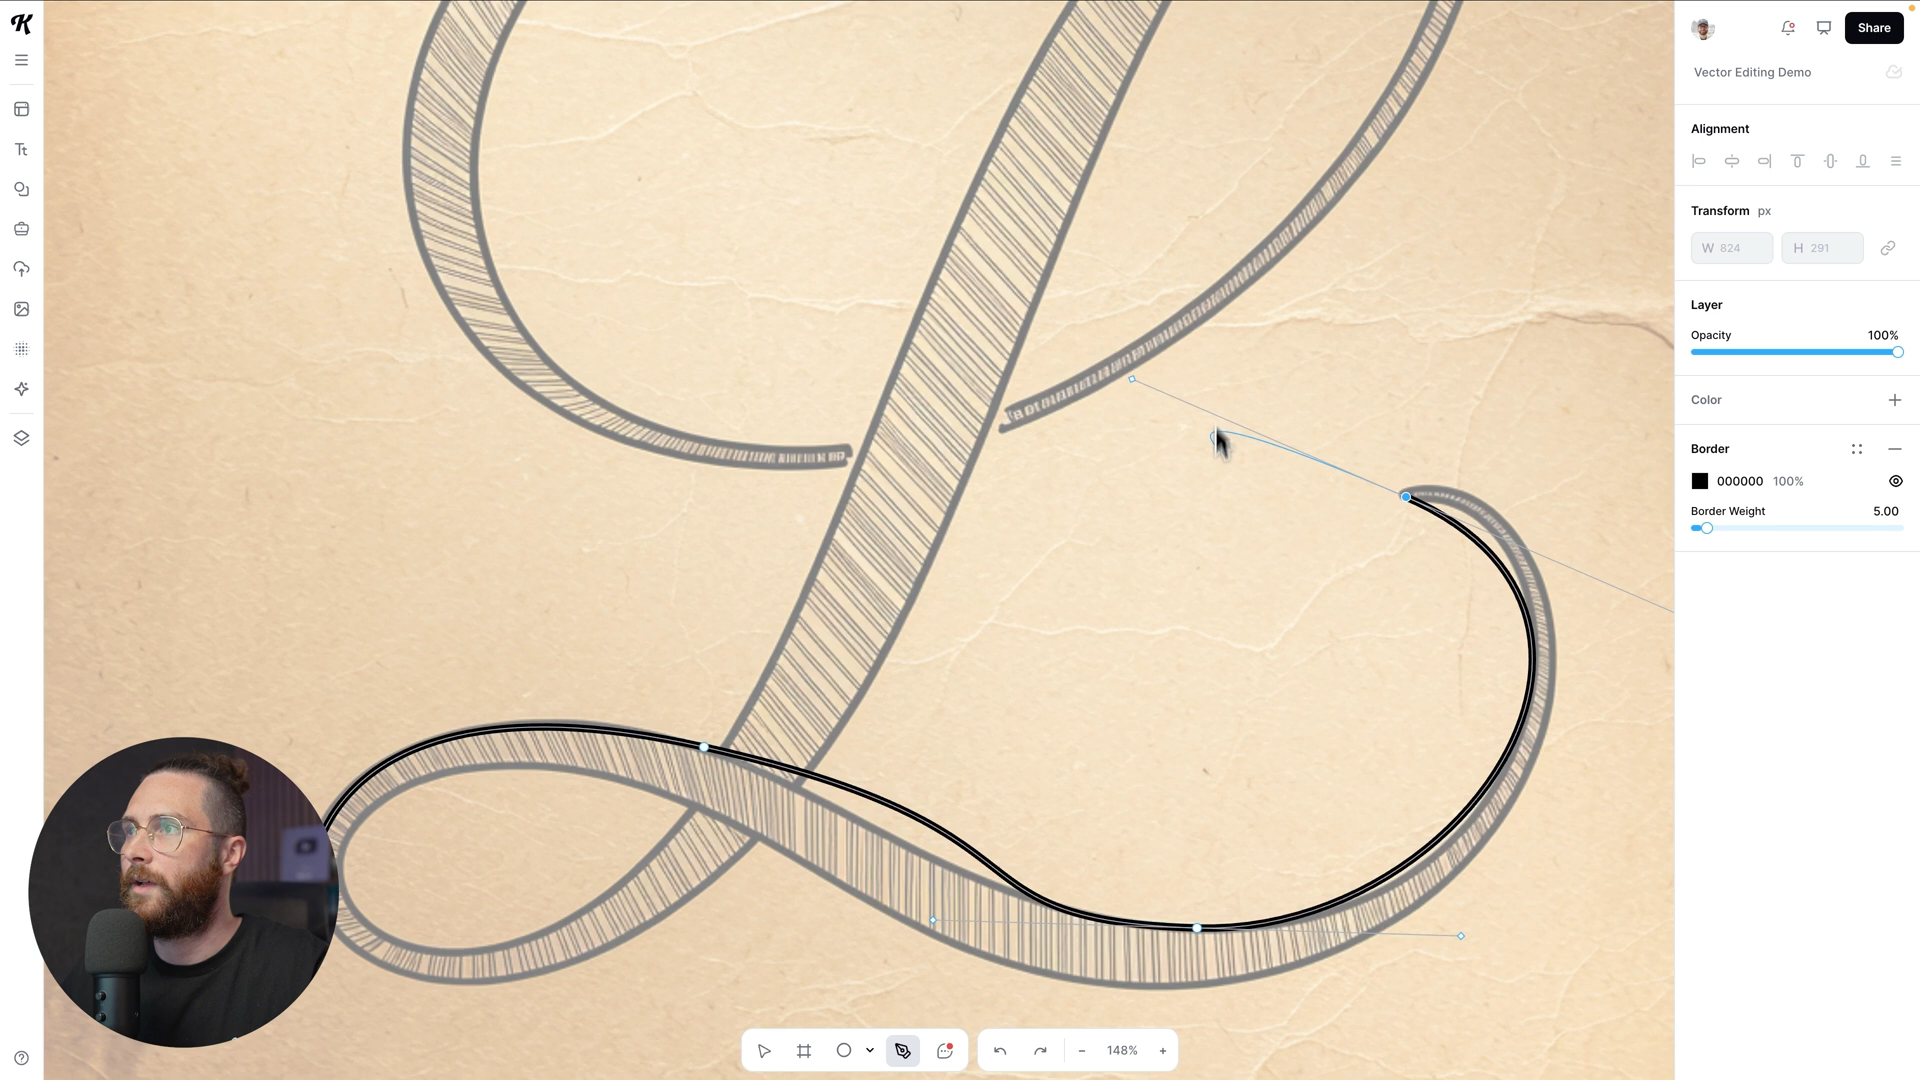 K
Share
Vector Editing Demo
Alignment
Transform px
W 824 H 291
Layer
Opacity 100%
Color
Border
000000 100%
Border Weight 5.00
Tt
148%